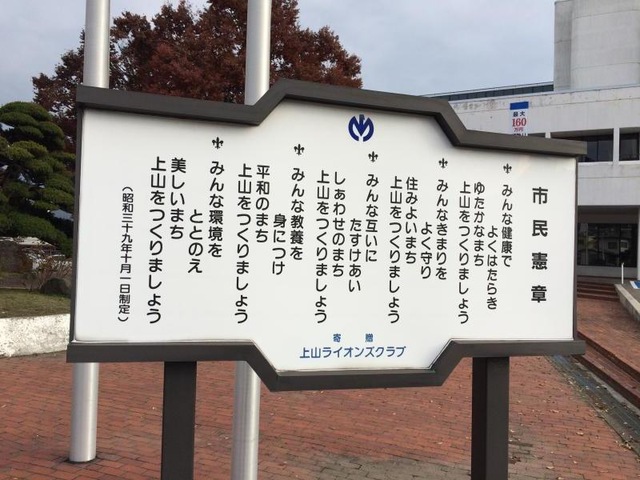 市民憲章
みんな健康で
よくはたらき
ゆたかなまち
上山をつくりましょう
みんなきまりを
よく守り
住みよいまち
上山をつくりましょう
みんな互いに
たすけあい
しあわせのまち
上山をつくりましょう
みんな教養を
身につけ
平和のまち
上山をつくりましょう
みんな環境を
ととのえ
美しいまち
上山をつくりましょう
(昭和三十九年十月一日制定)
寄贈
上山ライオンズクラブ
最大
160
万円